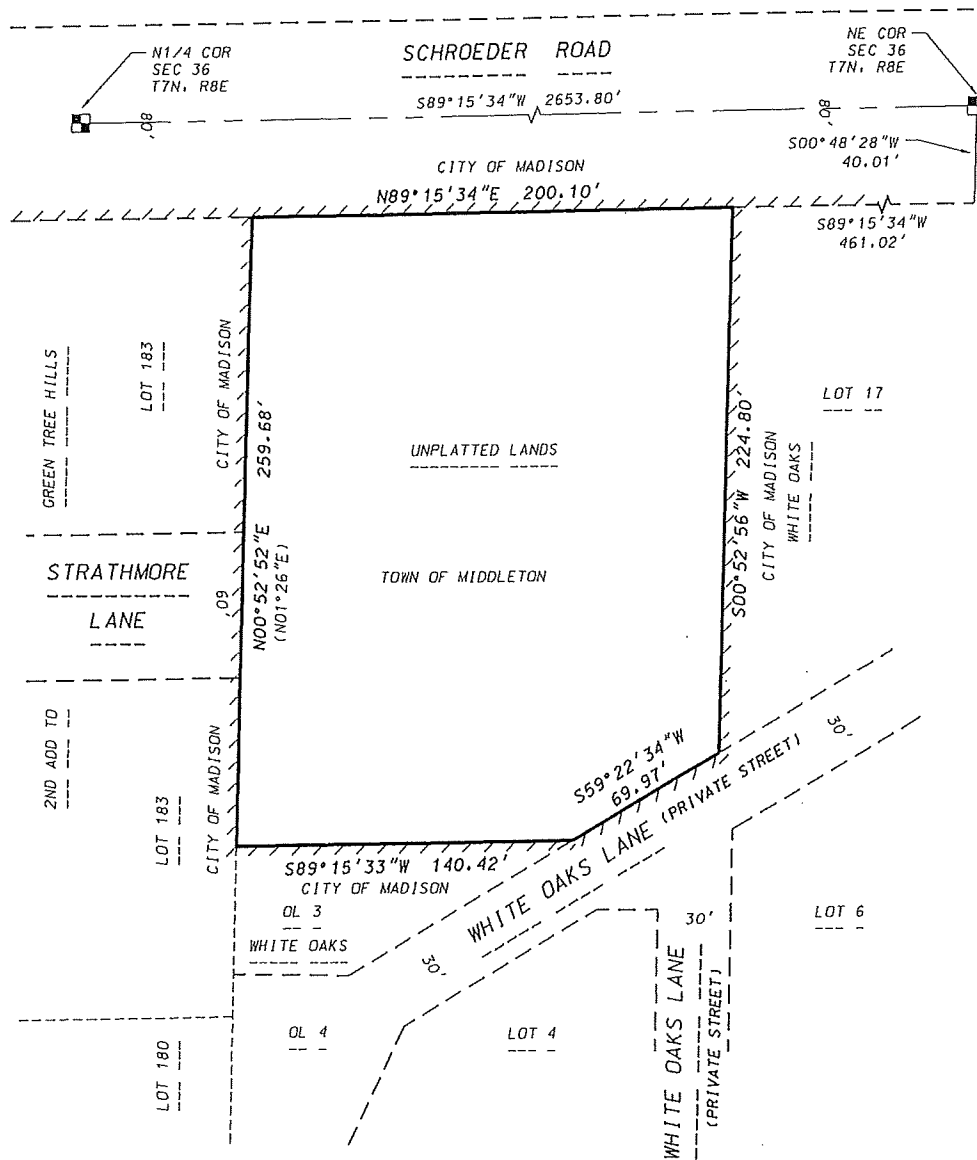 N1/4 COR
SEC 36
T7N, R8E
SCHROEDER ROAD
NE COR
SEC 36
T7N, R8E
S89°15'34"W 2653.80'
80'
80'
S00°48'28"W
40.01'
CITY OF MADISON
N89°15'34"E 200.10'
S89°15'34"W
461.02'
GREEN TREE HILLS
LOT 183
CITY OF MADISON
259.68'
N00°52'52"E
(N01°26"E)
UNPLATTED LANDS
TOWN OF MIDDLETON
S00°52'56"W 224.80'
CITY OF MADISON
WHITE OAKS
LOT 17
STRATHMORE
LANE
60'
2ND ADD TO
LOT 183
CITY OF MADISON
S59°22'34"W
69.97'
30'
WHITE OAKS LANE (PRIVATE STREET)
S89°15'33"W 140.42'
CITY OF MADISON
OL 3
WHITE OAKS
30'
30'
LOT 6
OL 4
LOT 4
LOT 180
WHITE OAKS LANE
(PRIVATE STREET)